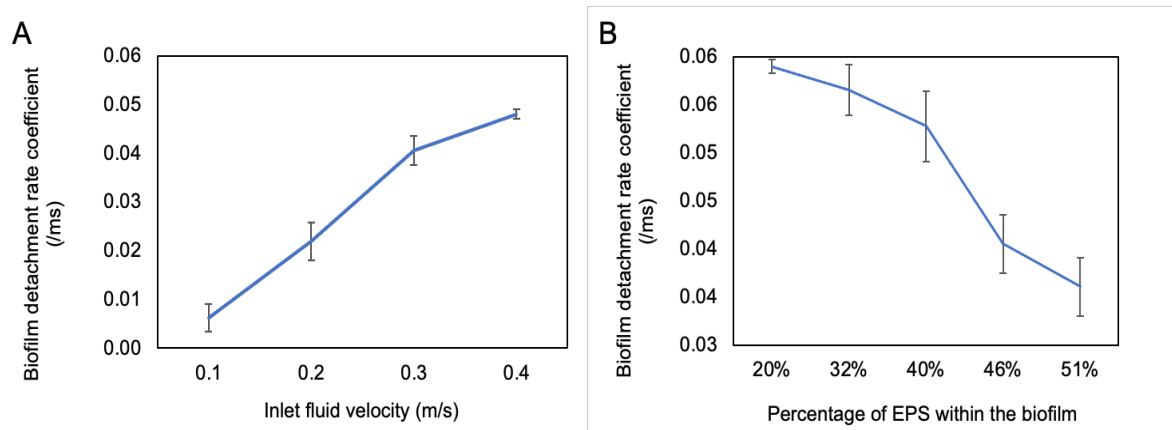 A
Biofilm detachment rate coefficient
(/ms)
0.06
0.05
0.04
0.03
0.02
0.01
0.00
0.1 0.2 0.3 0.4
Inlet fluid velocity (m/s)
B
Biofilm detachment rate coefficient
(/ms)
0.06
0.06
0.05
0.05
0.04
0.04
0.03
20% 32% 40% 46% 51%
Percentage of EPS within the biofilm